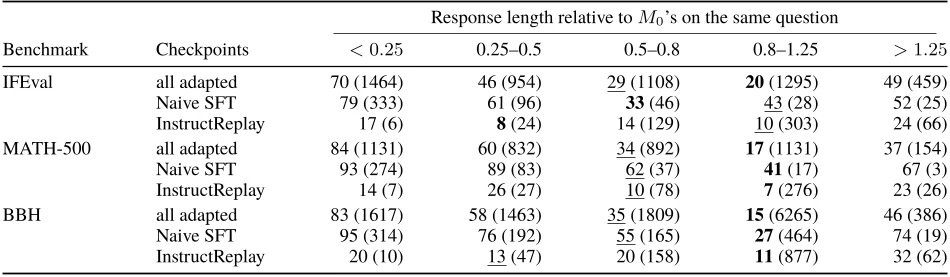 Response length relative to M0's on the same question
Benchmark Checkpoints < 0.25 0.25–0.5 0.5–0.8 0.8–1.25 > 1.25
IFEval all adapted 70 (1464) 46 (954) 29 (1108) 20 (1295) 49 (459)
Naive SFT 79 (333) 61 (96) 33 (46) 43 (28) 52 (25)
InstructReplay 17 (6) 8 (24) 14 (129) 10 (303) 24 (66)
MATH-500 all adapted 84 (1131) 60 (832) 34 (892) 17 (1131) 37 (154)
Naive SFT 93 (274) 89 (83) 62 (37) 41 (17) 67 (3)
InstructReplay 14 (7) 26 (27) 10 (78) 7 (276) 23 (26)
BBH all adapted 83 (1617) 58 (1463) 35 (1809) 15 (6265) 46 (386)
Naive SFT 95 (314) 76 (192) 55 (165) 27 (464) 74 (19)
InstructReplay 20 (10) 13 (47) 20 (158) 11 (877) 32 (62)